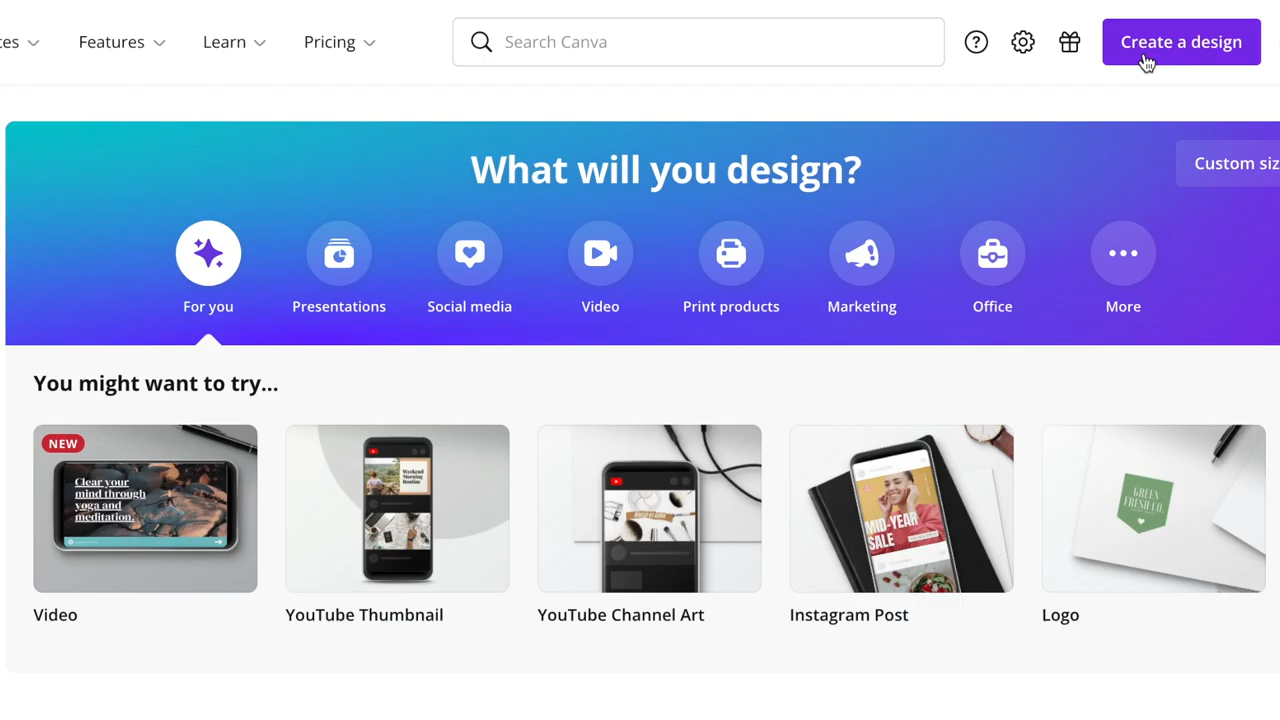 tes
Features
Learn
Pricing
Search Canva
?
Create a design
What will you design?
Custom siz
For you
Presentations
Social media
Video
Print products
Marketing
Office
More
You might want to try...
NEW
Clear your
mind through
yoga and
meditation.
Weekend
Morning
Routine
MID-YEAR
SALE
GREEN
FRESH CO.
Video
YouTube Thumbnail
YouTube Channel Art
Instagram Post
Logo